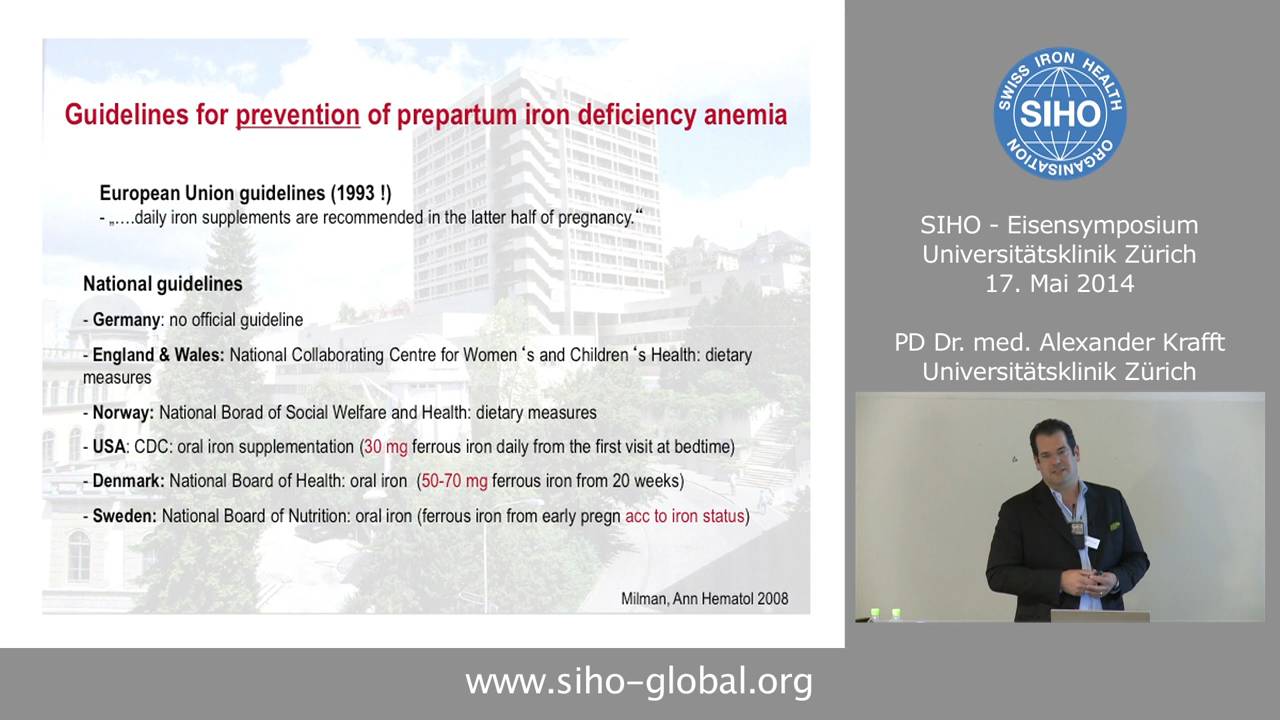 Guidelines for prevention of prepartum iron deficiency anemia
European Union guidelines (1993 !)
- „….daily iron supplements are recommended in the latter half of pregnancy.“
National guidelines
- Germany: no official guideline
- England & Wales: National Collaborating Centre for Women ‘s and Children ‘s Health: dietary
measures
- Norway: National Borad of Social Welfare and Health: dietary measures
- USA: CDC: oral iron supplementation (30 mg ferrous iron daily from the first visit at bedtime)
- Denmark: National Board of Health: oral iron (50-70 mg ferrous iron from 20 weeks)
- Sweden: National Board of Nutrition: oral iron (ferrous iron from early pregn acc to iron status)
Milman, Ann Hematol 2008
SWISS IRON HEALTH
SIHO
ORGANISATION
SIHO - Eisensymposium
Universitätsklinik Zürich
17. Mai 2014
PD Dr. med. Alexander Krafft
Universitätsklinik Zürich
www.siho-global.org